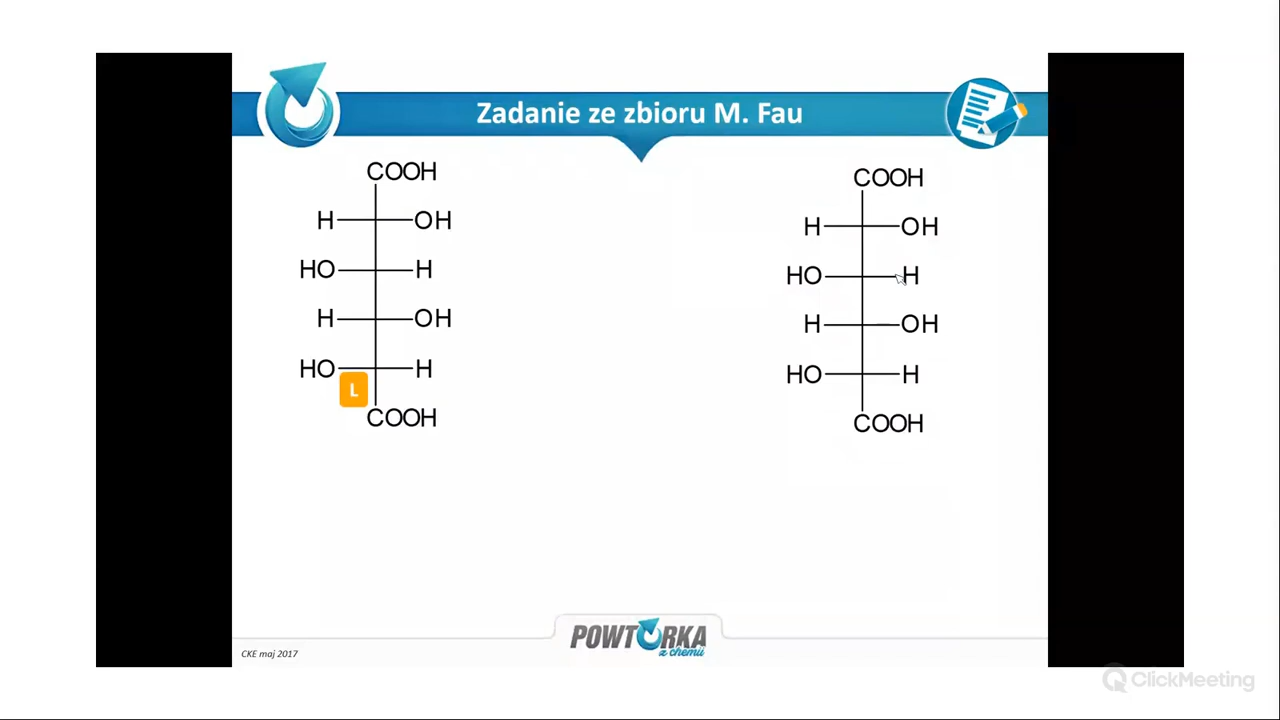 Zadanie ze zbioru M. Fau
COOH
H OH
HO H
H OH
HO H
L
COOH
COOH
H OH
HO H
H OH
HO H
COOH
POWTÓRKA
z chemii
CKE maj 2017
ClickMeeting